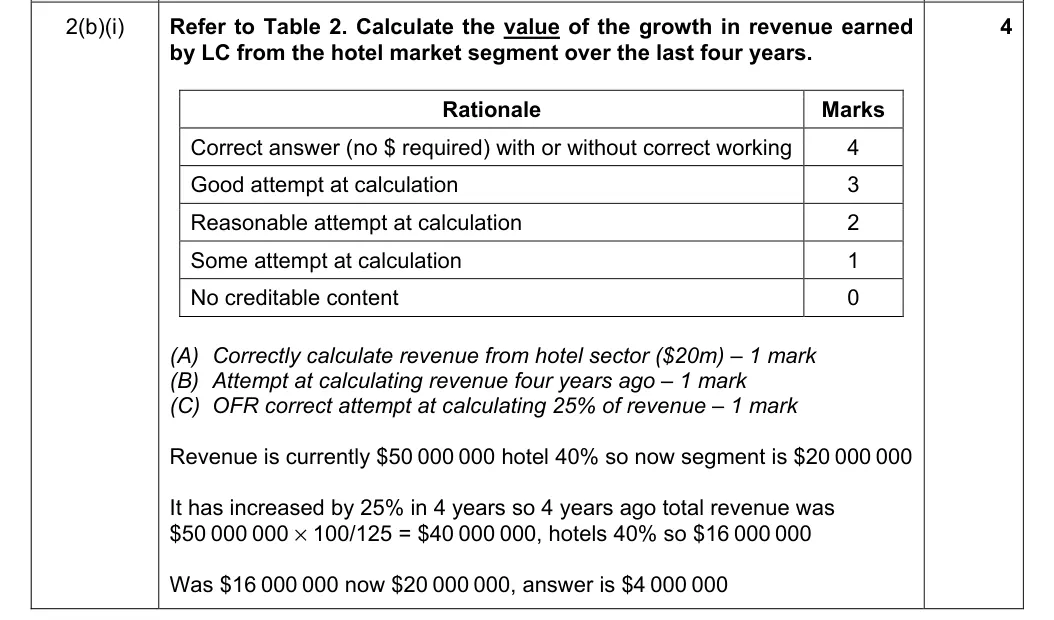 2(b)(i)
Refer to Table 2. Calculate the value of the growth in revenue earned
by LC from the hotel market segment over the last four years.
4
Rationale
Marks
Correct answer (no $ required) with or without correct working
4
Good attempt at calculation
3
Reasonable attempt at calculation
2
Some attempt at calculation
1
No creditable content
0
(A) Correctly calculate revenue from hotel sector ($20m) – 1 mark
(B) Attempt at calculating revenue four years ago – 1 mark
(C) OFR correct attempt at calculating 25% of revenue – 1 mark
Revenue is currently $50 000 000 hotel 40% so now segment is $20 000 000
It has increased by 25% in 4 years so 4 years ago total revenue was
$50 000 000 × 100/125 = $40 000 000, hotels 40% so $16 000 000
Was $16 000 000 now $20 000 000, answer is $4 000 000